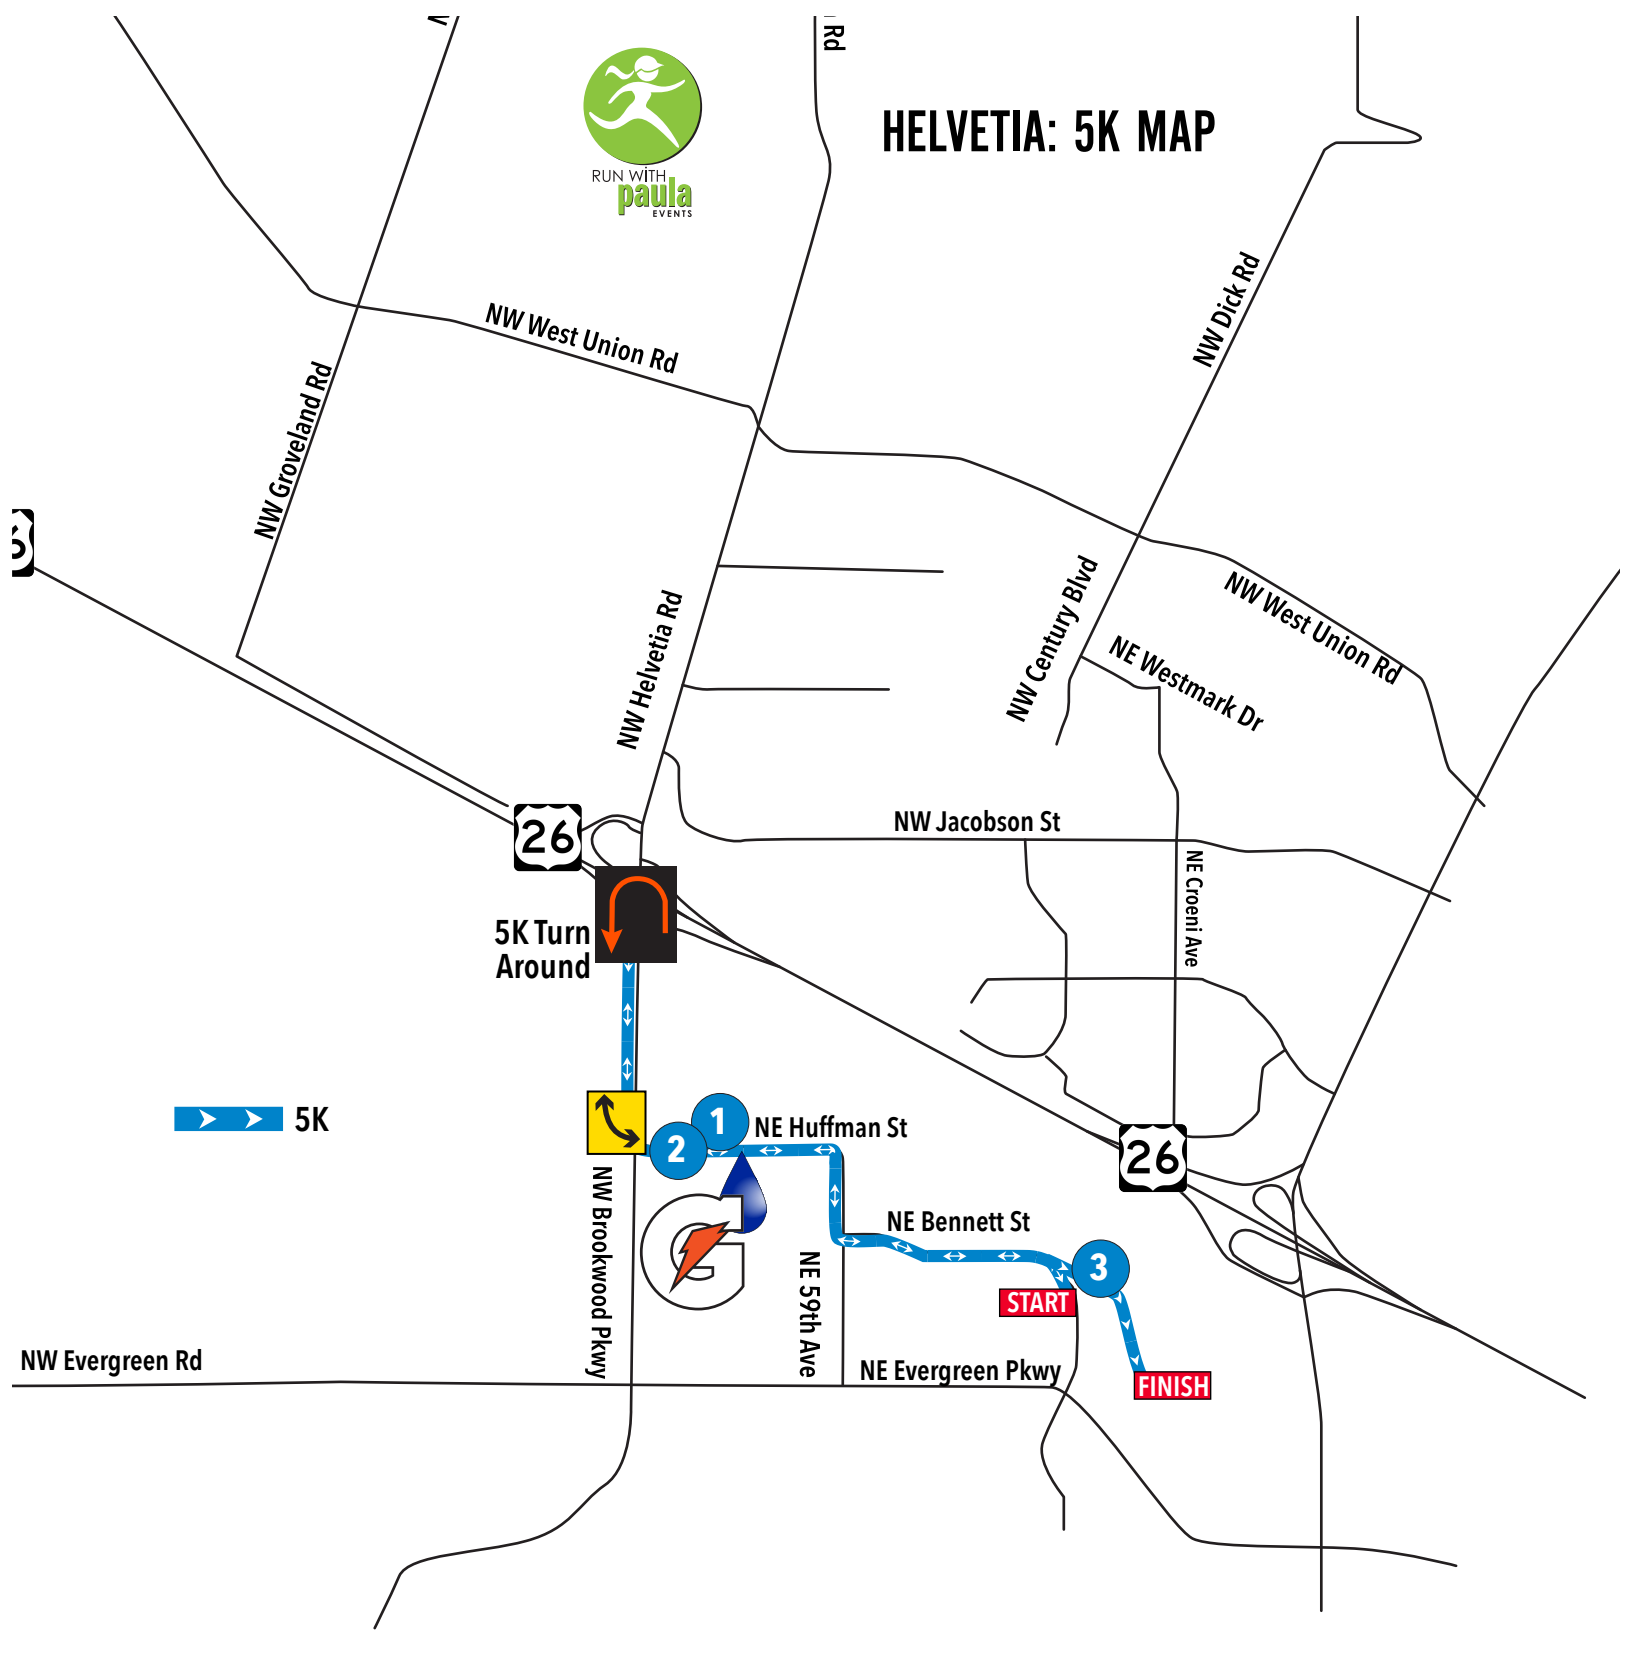 Rd
HELVETIA: 5K MAP
RUN WITH
paula
EVENTS
NW Dick Rd
NW West Union Rd
NW Groveland Rd
6
NW Century Blvd
NW West Union Rd
NW Helvetia Rd
NE Westmark Dr
26
NW Jacobson St
NE Croeni Ave
5K Turn
Around
5K
1
2
NE Huffman St
26
NW Brookwood Pkwy
G
NE Bennett St
NE 59th Ave
3
START
NW Evergreen Rd
NE Evergreen Pkwy
FINISH